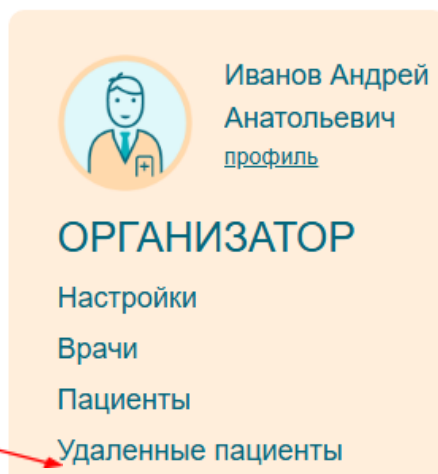 Иванов Андрей
Анатольевич
профиль
ОРГАНИЗАТОР
Настройки
Врачи
Пациенты
Удаленные пациенты